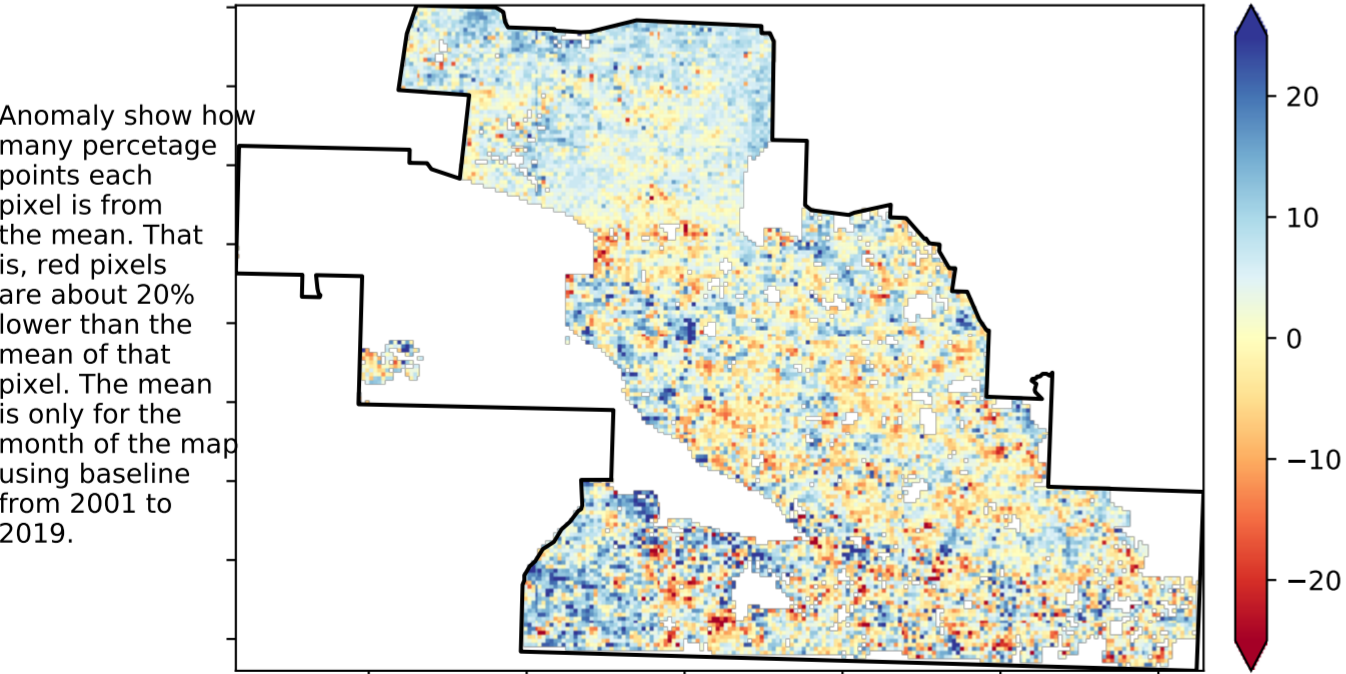 Anomaly show how
many percetage
points each
pixel is from
the mean. That
is, red pixels
are about 20%
lower than the
mean of that
pixel. The mean
is only for the
month of the map
using baseline
from 2001 to
2019.
20
10
0
−10
−20